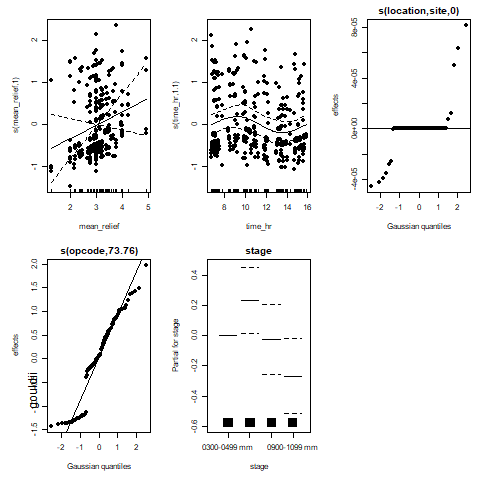 s(location,site,0)
s(mean_relief,1)
-1 0 1 2
2 3 4 5
mean_relief
s(time_hr,1.1)
-1 0 1 2
8 10 12 14 16
time_hr
effects
-4e-05 0e+00 4e-05 8e-05
-2 -1 0 1 2
Gaussian quantiles
s(opcode,73.76)
stage
effects
gouldii
-1.5 -0.5 0.0 0.5 1.0 1.5 2.0
-2 -1 0 1 2
Gaussian quantiles
Partial for stage
-0.6 -0.4 -0.2 0.0 0.2 0.4
0300-0499 mm 0900-1099 mm
stage